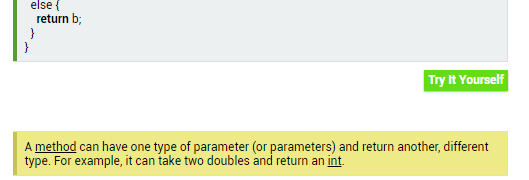 else {
return b;
}
}
Try It Yourself
A method can have one type of parameter (or parameters) and return another, different
type. For example, it can take two doubles and return an int.